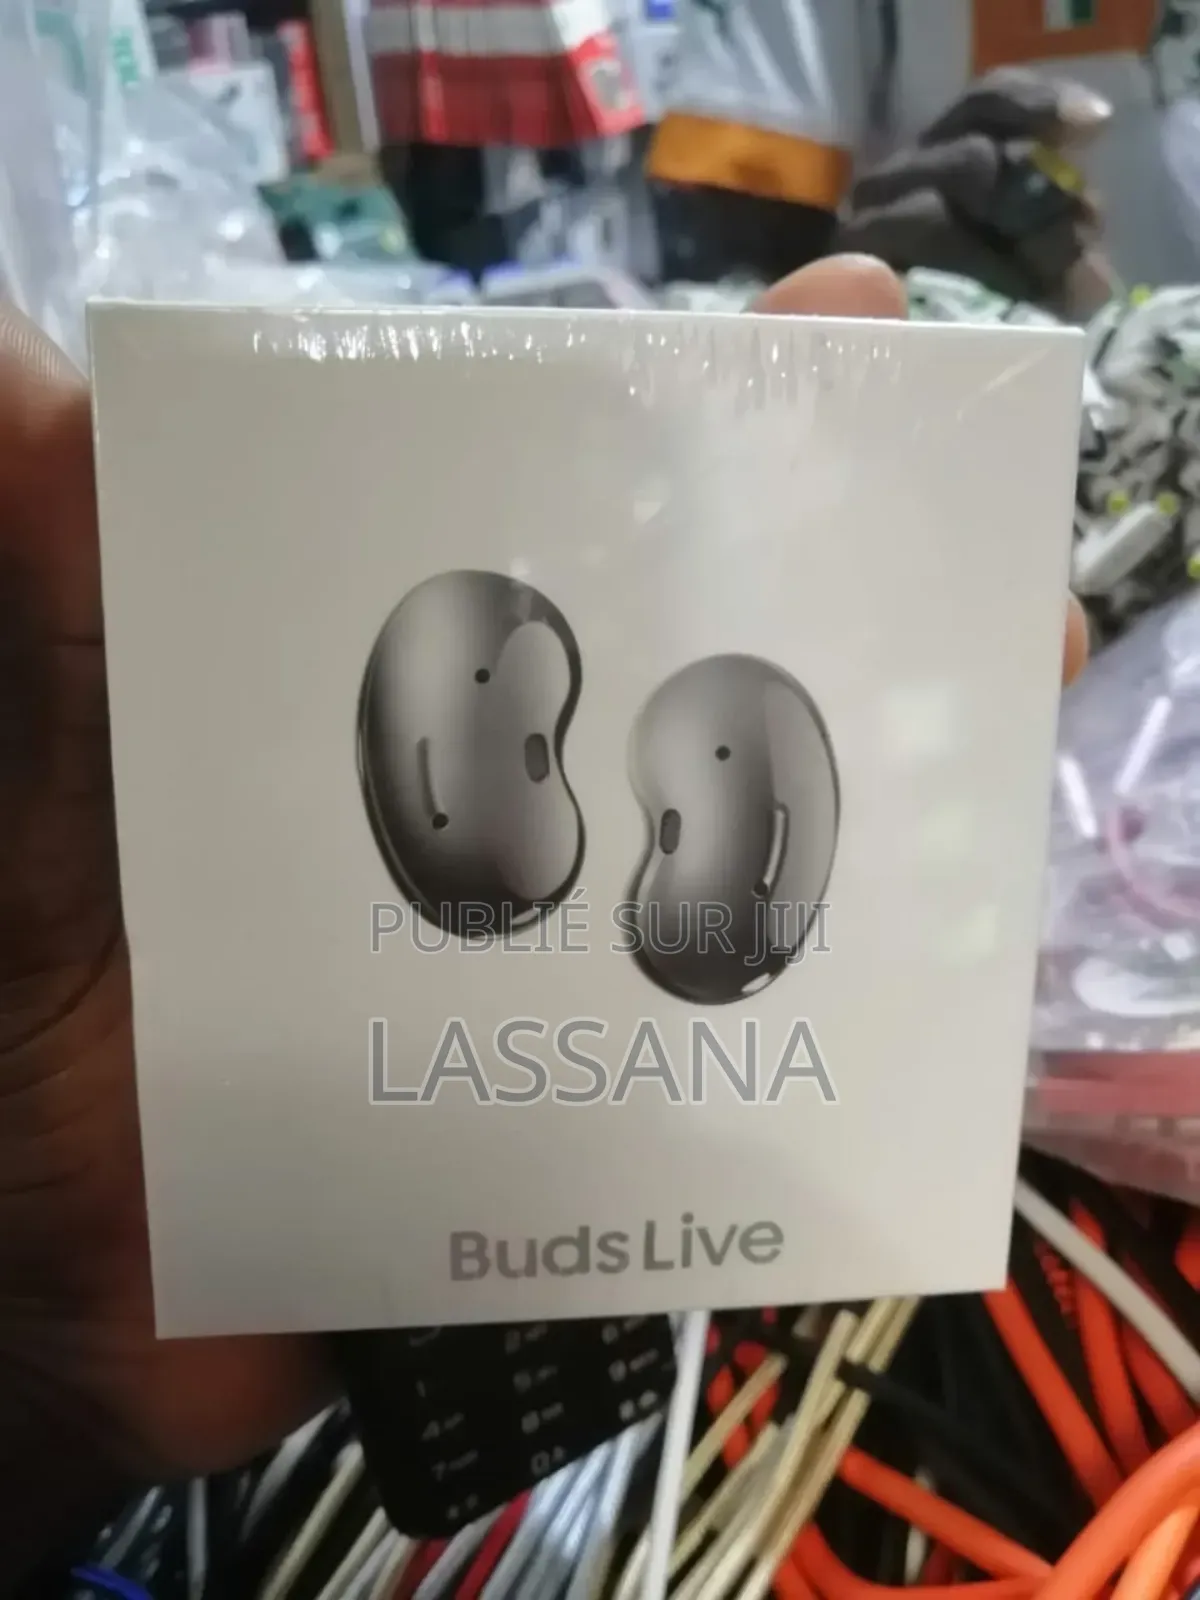 PUBLIÉ SUR JIJI
LASSANA
Buds Live